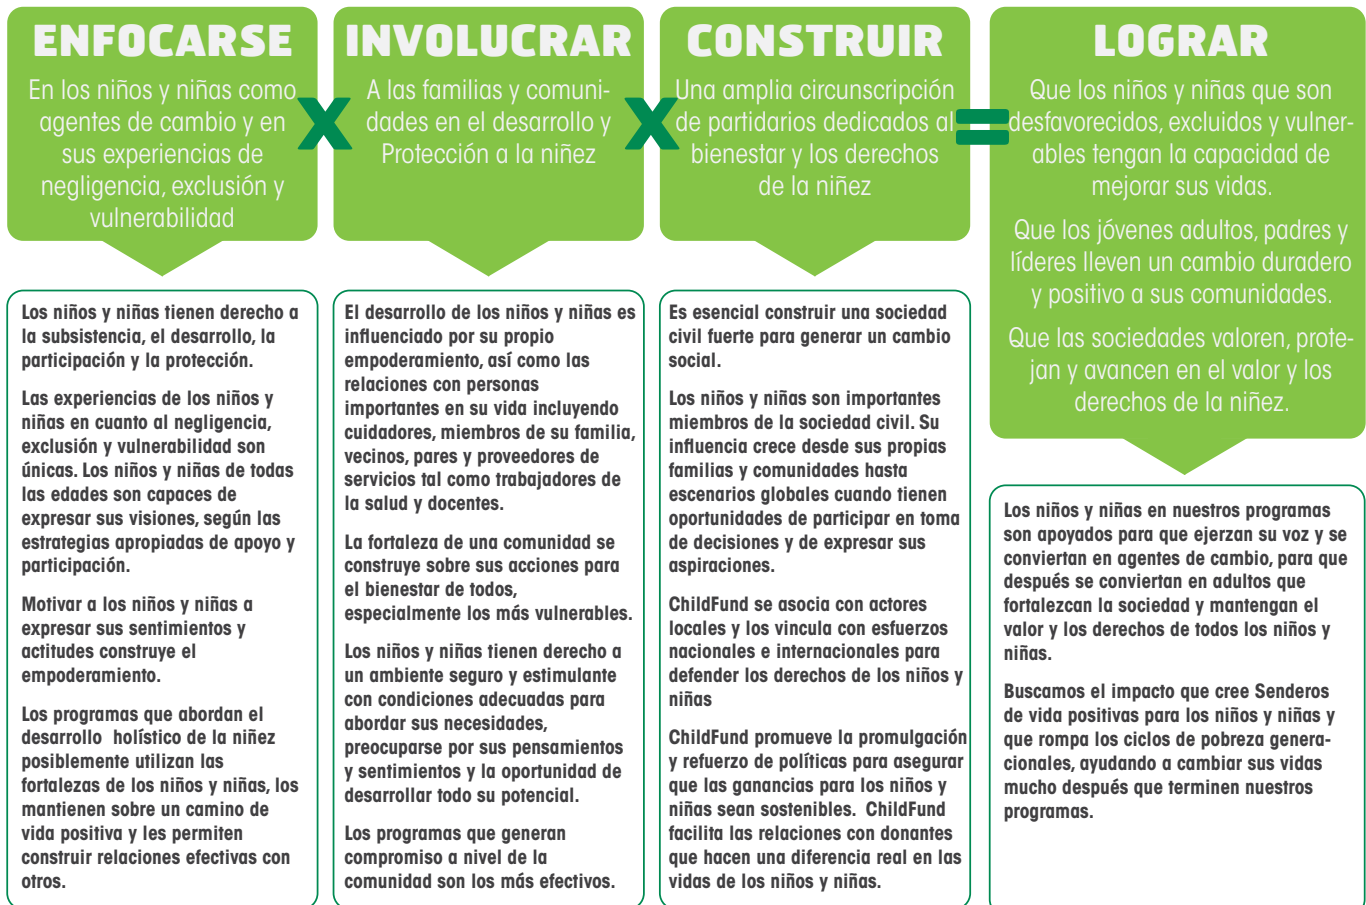 ENFOCARSE
En los niños y niñas como
agentes de cambio y en
sus experiencias de
negligencia, exclusión y
vulnerabilidad
X
INVOLUCRAR
A las familias y comuni-
dades en el desarrollo y
Protección a la niñez
X
CONSTRUIR
Una amplia circunscripción
de partidarios dedicados al
bienestar y los derechos
de la niñez
=
LOGRAR
Que los niños y niñas que son
desfavorecidos, excluidos y vulner-
ables tengan la capacidad de
mejorar sus vidas.
Que los jóvenes adultos, padres y
líderes lleven un cambio duradero
y positivo a sus comunidades.
Que las sociedades valoren, prote-
jan y avancen en el valor y los
derechos de la niñez.
Los niños y niñas tienen derecho a
la subsistencia, el desarrollo, la
participación y la protección.
Las experiencias de los niños y
niñas en cuanto al negligencia,
exclusión y vulnerabilidad son
únicas. Los niños y niñas de todas
las edades son capaces de
expresar sus visiones, según las
estrategias apropiadas de apoyo y
participación.
Motivar a los niños y niñas a
expresar sus sentimientos y
actitudes construye el
empoderamiento.
Los programas que abordan el
desarrollo holístico de la niñez
posiblemente utilizan las
fortalezas de los niños y niñas, los
mantienen sobre un camino de
vida positiva y les permiten
construir relaciones efectivas con
otros.
El desarrollo de los niños y niñas es
influenciado por su propio
empoderamiento, así como las
relaciones con personas
importantes en su vida incluyendo
cuidadores, miembros de su familia,
vecinos, pares y proveedores de
servicios tal como trabajadores de
la salud y docentes.
La fortaleza de una comunidad se
construye sobre sus acciones para
el bienestar de todos,
especialmente los más vulnerables.
Los niños y niñas tienen derecho a
un ambiente seguro y estimulante
con condiciones adecuadas para
abordar sus necesidades,
preocuparse por sus pensamientos
y sentimientos y la oportunidad de
desarrollar todo su potencial.
Los programas que generan
compromiso a nivel de la
comunidad son los más efectivos.
Es esencial construir una sociedad
civil fuerte para generar un cambio
social.
Los niños y niñas son importantes
miembros de la sociedad civil. Su
influencia crece desde sus propias
familias y comunidades hasta
escenarios globales cuando tienen
oportunidades de participar en toma
de decisiones y de expresar sus
aspiraciones.
ChildFund se asocia con actores
locales y los vincula con esfuerzos
nacionales e internacionales para
defender los derechos de los niños y
niñas
ChildFund promueve la promulgación
y refuerzo de políticas para asegurar
que las ganancias para los niños y
niñas sean sostenibles. ChildFund
facilita las relaciones con donantes
que hacen una diferencia real en las
vidas de los niños y niñas.
Los niños y niñas en nuestros programas
son apoyados para que ejerzan su voz y se
conviertan en agentes de cambio, para que
después se conviertan en adultos que
fortalezcan la sociedad y mantengan el
valor y los derechos de todos los niños y
niñas.
Buscamos el impacto que cree Senderos
de vida positivas para los niños y niñas y
que rompa los ciclos de pobreza genera-
cionales, ayudando a cambiar sus vidas
mucho después que terminen nuestros
programas.